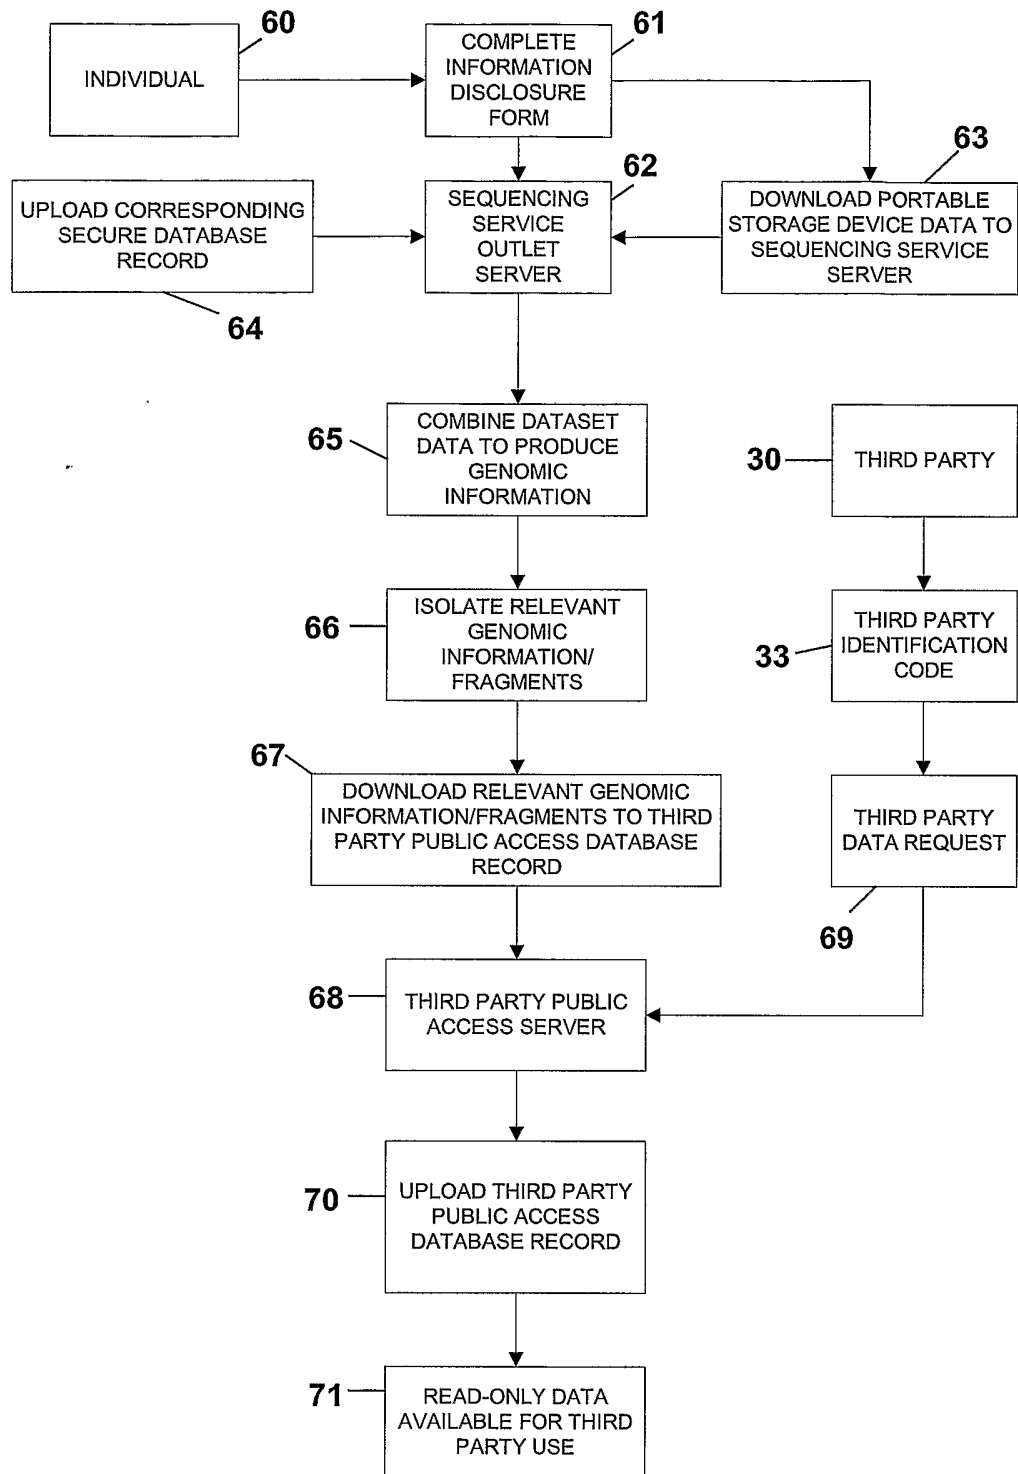 60
INDIVIDUAL
61
COMPLETE
INFORMATION
DISCLOSURE
FORM
63
UPLOAD CORRESPONDING
SECURE DATABASE
RECORD
64
62
SEQUENCING
SERVICE
OUTLET
SERVER
DOWNLOAD PORTABLE
STORAGE DEVICE DATA TO
SEQUENCING SERVICE
SERVER
65
COMBINE DATASET
DATA TO PRODUCE
GENOMIC
INFORMATION
30
THIRD PARTY
66
ISOLATE RELEVANT
GENOMIC
INFORMATION/
FRAGMENTS
33
THIRD PARTY
IDENTIFICATION
CODE
67
DOWNLOAD RELEVANT GENOMIC
INFORMATION/FRAGMENTS TO THIRD
PARTY PUBLIC ACCESS DATABASE
RECORD
THIRD PARTY
DATA REQUEST
69
68
THIRD PARTY PUBLIC
ACCESS SERVER
70
UPLOAD THIRD PARTY
PUBLIC ACCESS
DATABASE RECORD
71
READ-ONLY DATA
AVAILABLE FOR THIRD
PARTY USE